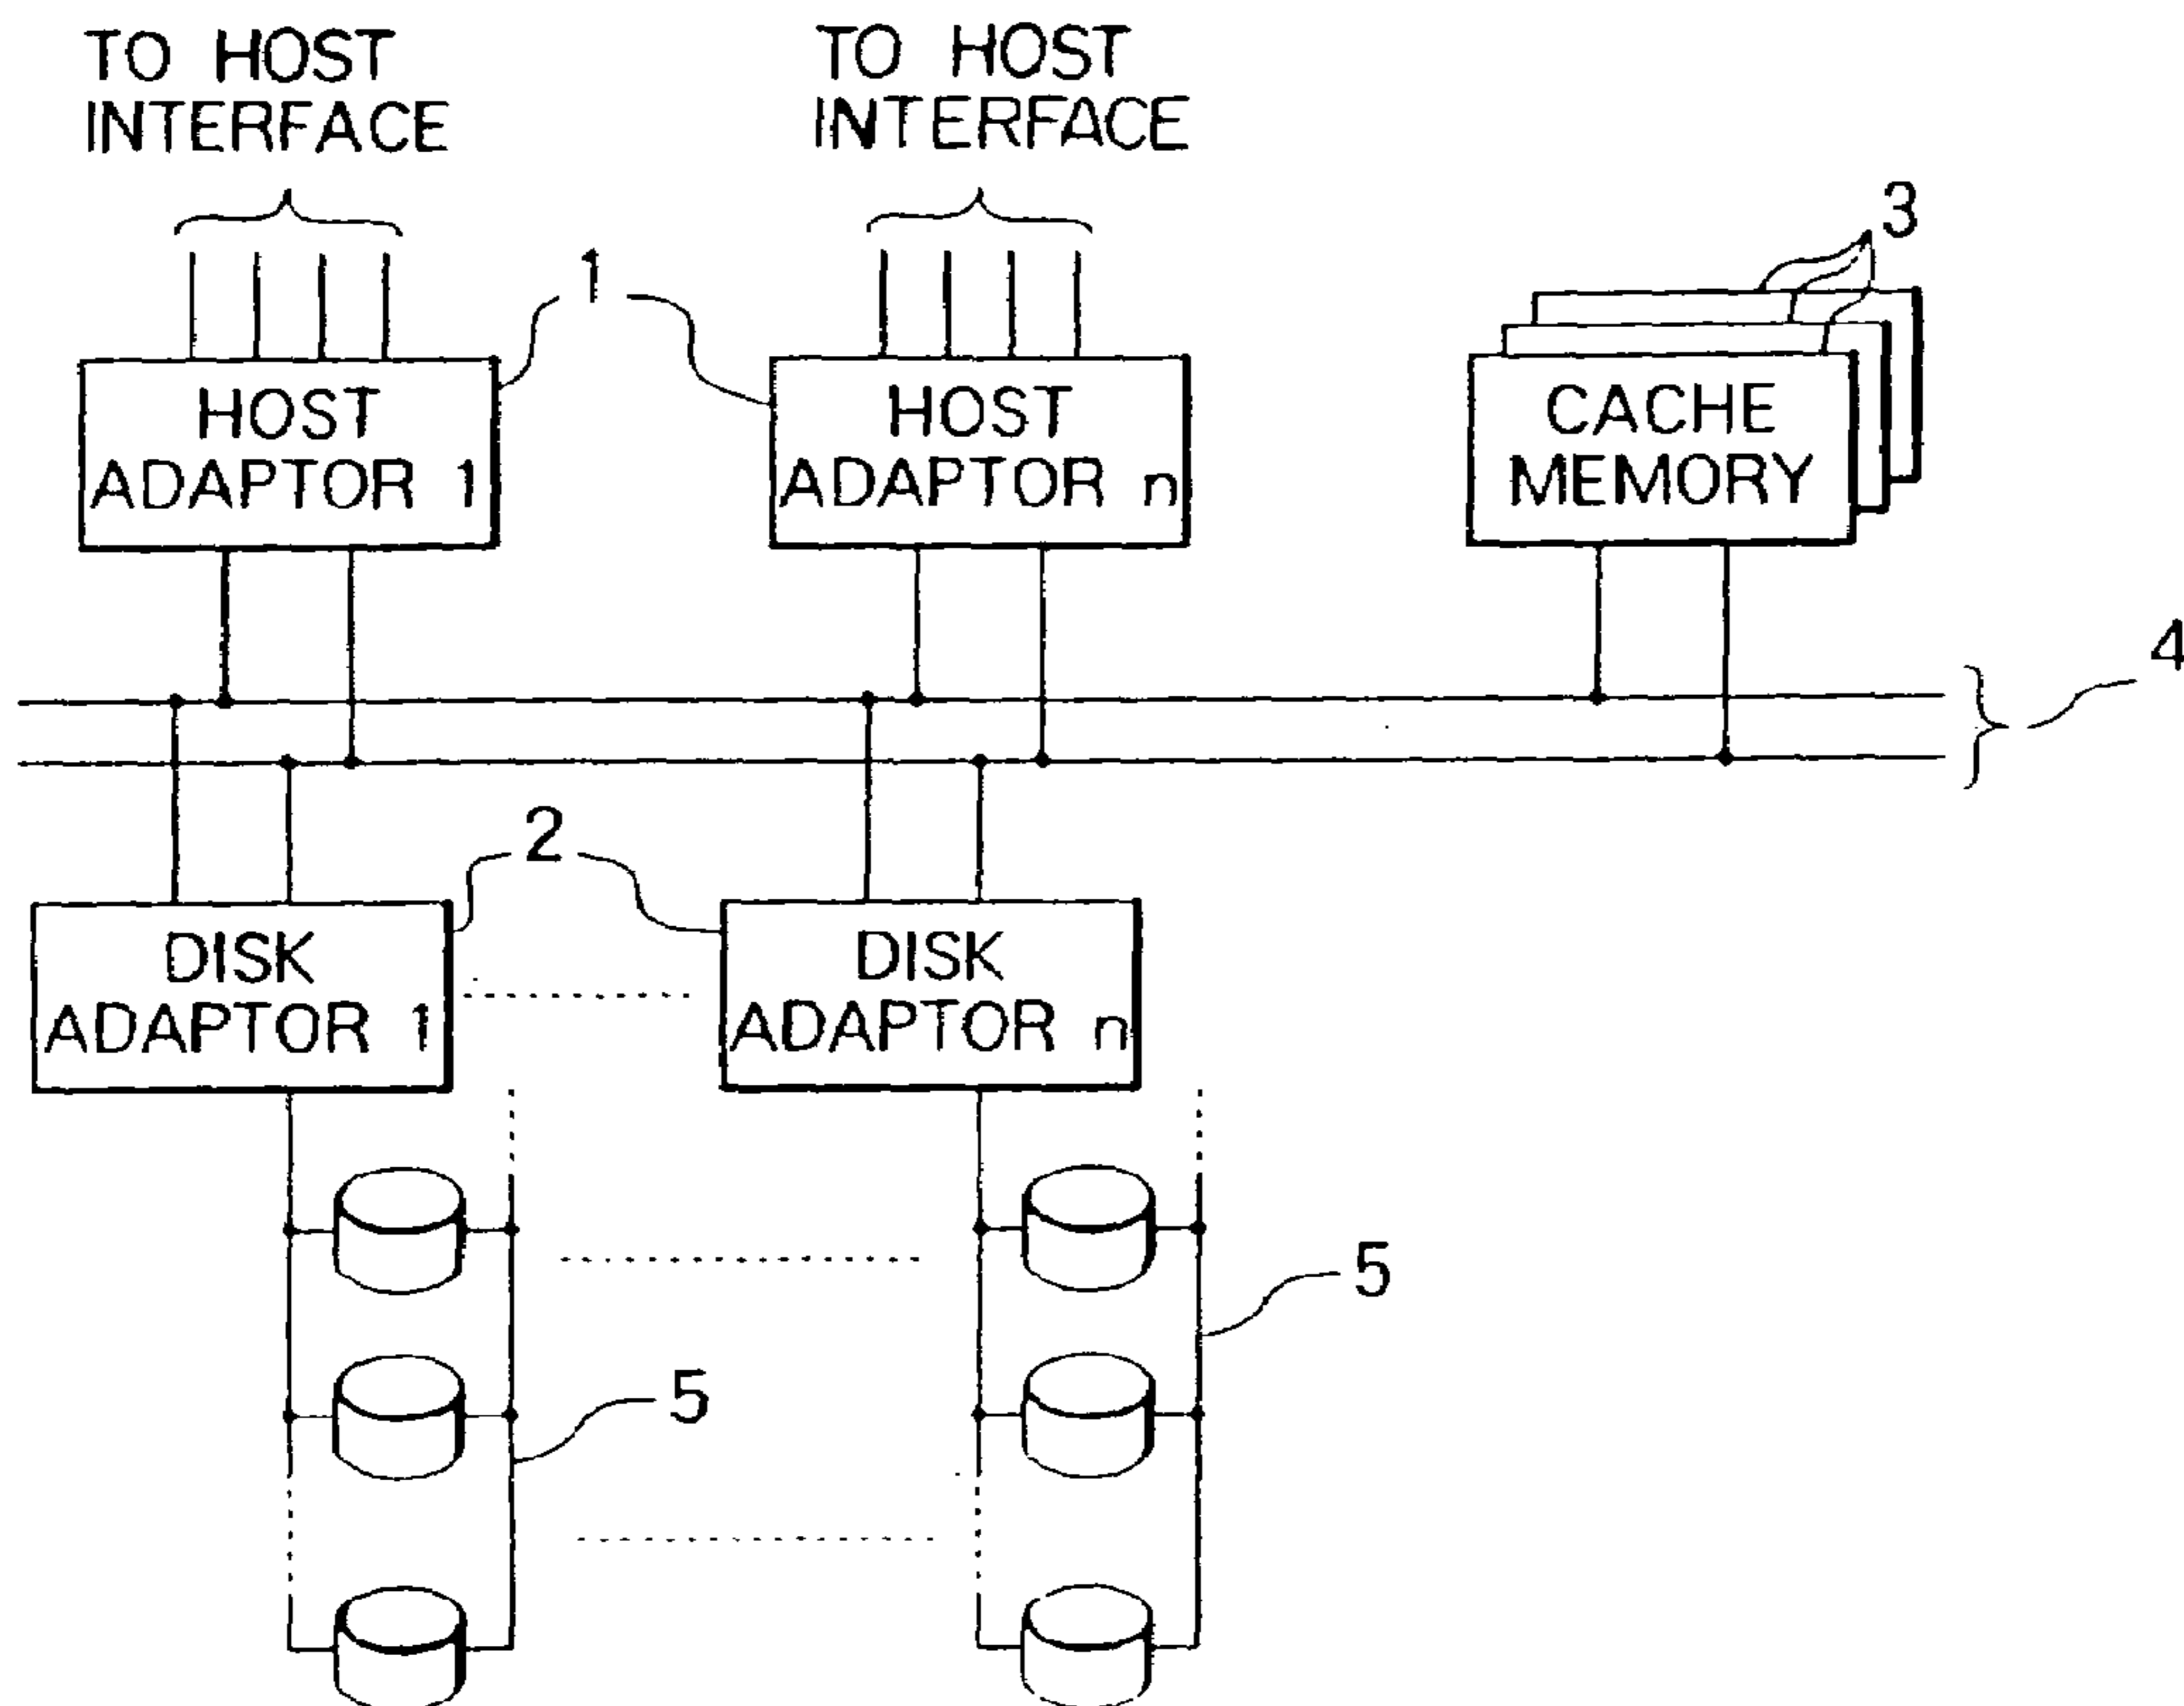 TO HOST
INTERFACE
TO HOST
INTERFACE
3
1
HOST
ADAPTOR 1
HOST
ADAPTOR n
CACHE
MEMORY
4
2
DISK
ADAPTOR 1
DISK
ADAPTOR n
5
5